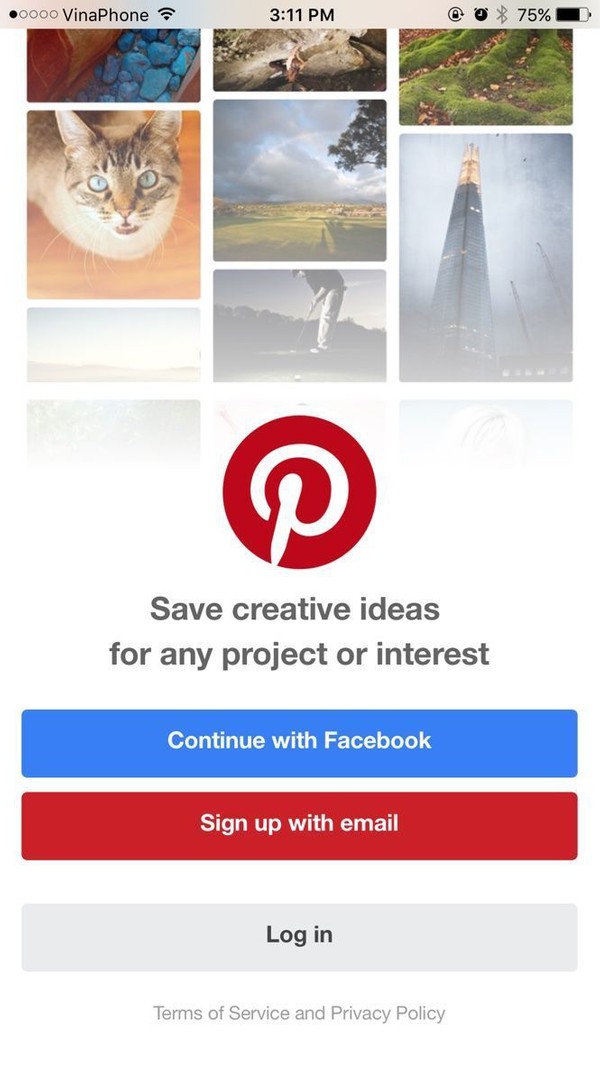 VinaPhone 3:11 PM 75%
Save creative ideas
for any project or interest
Continue with Facebook
Sign up with email
Log in
Terms of Service and Privacy Policy